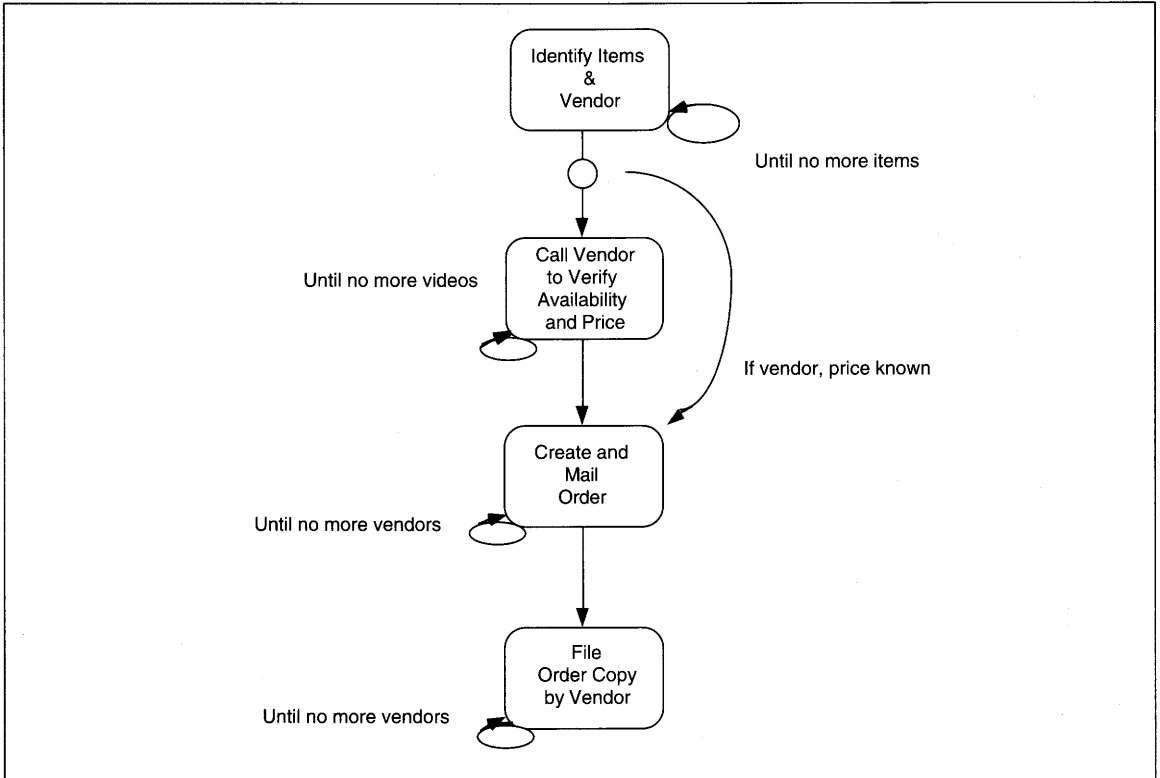 Identify Items
&
Vendor
Until no more items
Call Vendor
to Verify
Availability
and Price
Until no more videos
If vendor, price known
Create and
Mail
Order
Until no more vendors
File
Order Copy
by Vendor
Until no more vendors